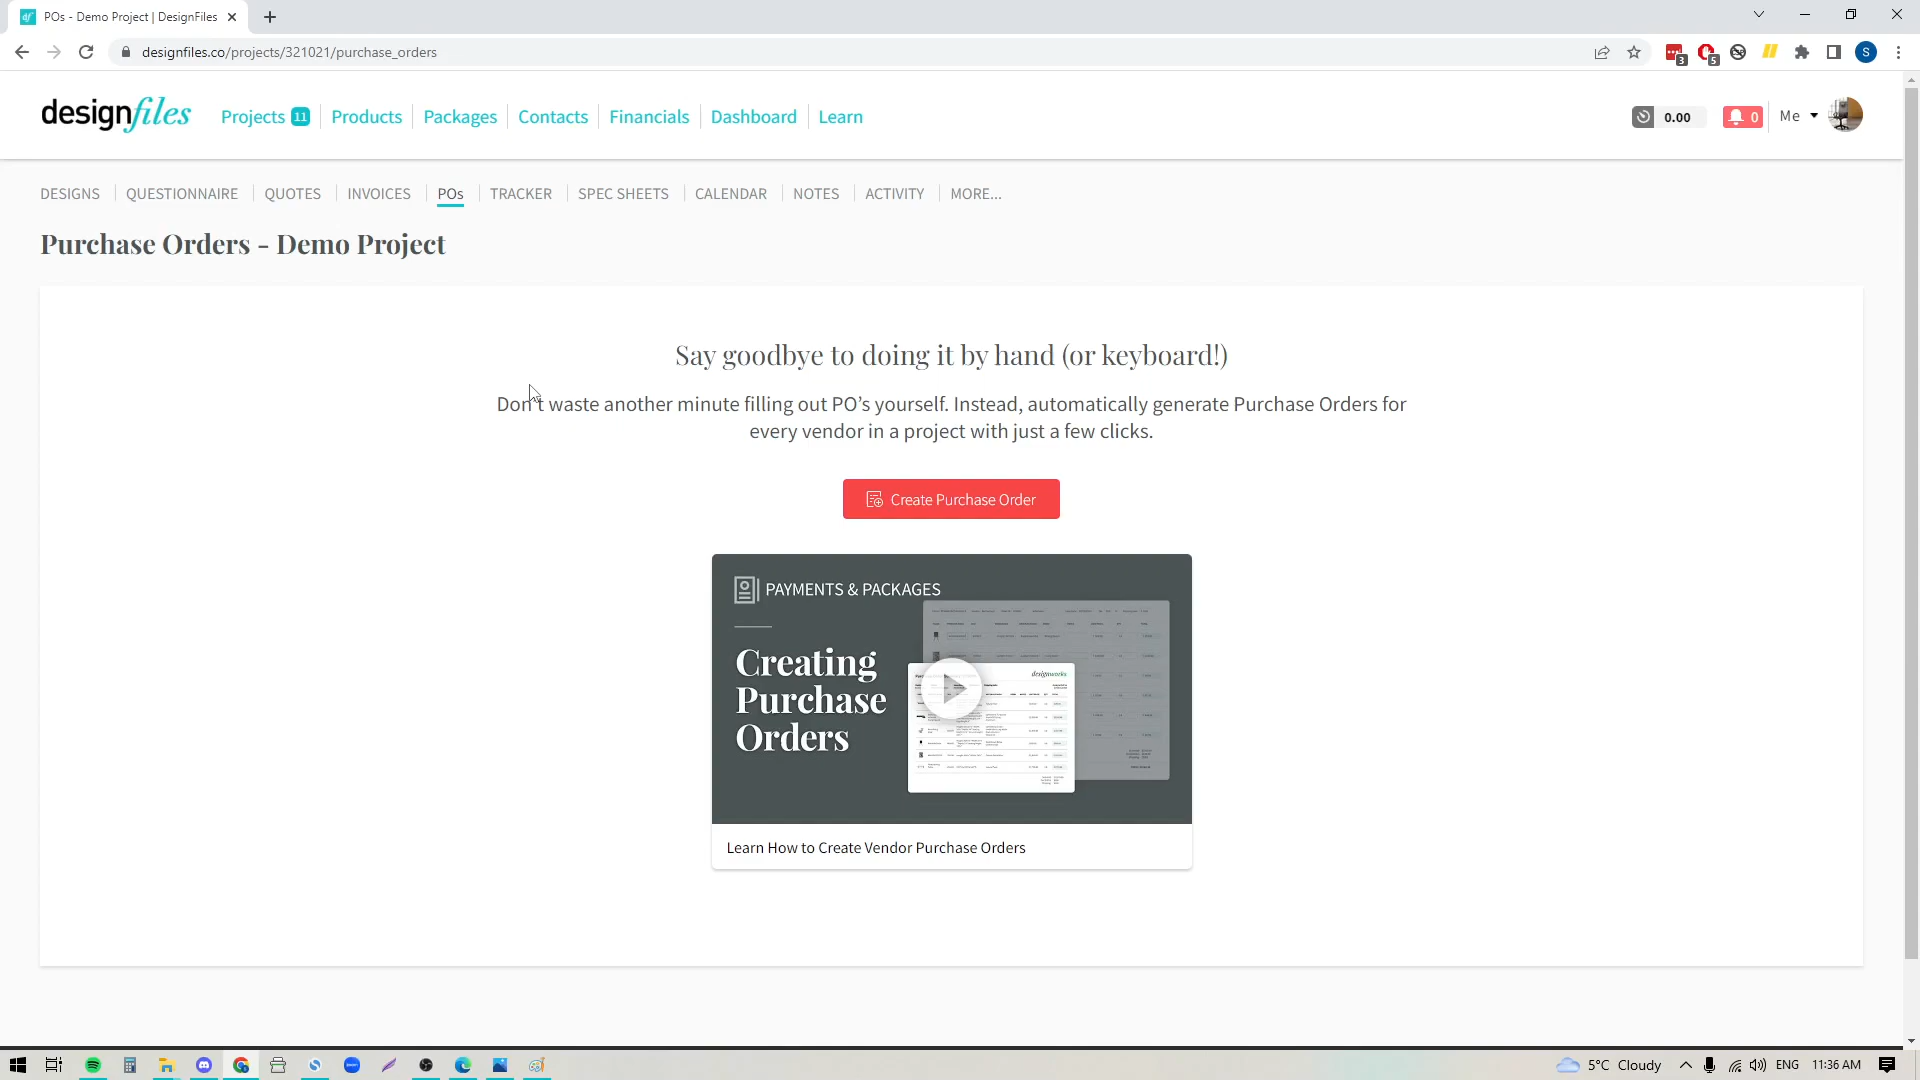 POs - Demo Project | DesignFiles
designfiles.co/projects/321021/purchase_orders
3
5
S
designfiles
Projects 11
Products
Packages
Contacts
Financials
Dashboard
Learn
0.00
0
Me
DESIGNS
QUESTIONNAIRE
QUOTES
INVOICES
POs
TRACKER
SPEC SHEETS
CALENDAR
NOTES
ACTIVITY
MORE...
Purchase Orders - Demo Project
Say goodbye to doing it by hand (or keyboard!)
Don't waste another minute filling out PO's yourself. Instead, automatically generate Purchase Orders for
every vendor in a project with just a few clicks.
Create Purchase Order
PAYMENTS & PACKAGES
Creating
Purchase
Orders
designworks
Learn How to Create Vendor Purchase Orders
5°C Cloudy
ENG
11:36 AM